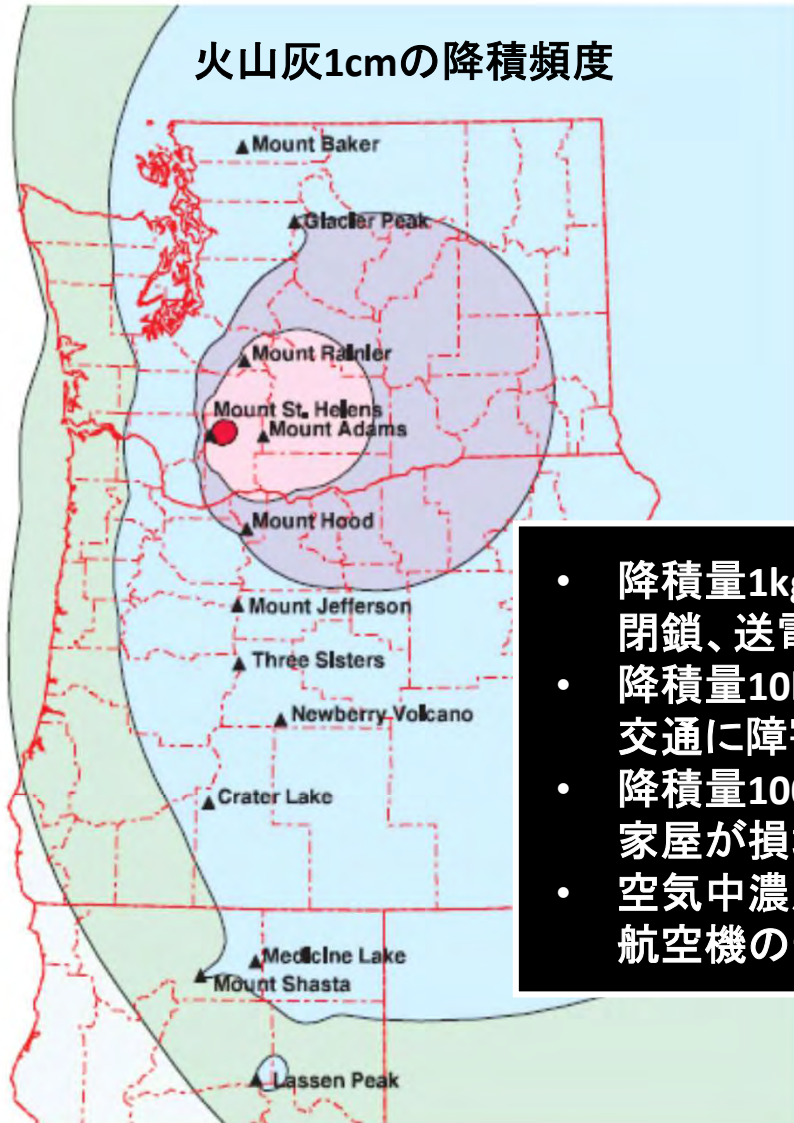 火山灰1cmの降積頻度
Mount Baker
Glacier Peak
Mount Rainier
Mount St. Helens
Mount Adams
Mount Hood
Mount Jefferson
Three Sisters
Newberry Volcano
Crater Lake
Medicine Lake
Mount Shasta
Lassen Peak
• 降積量1k
閉鎖、送電
• 降積量10
交通に障
• 降積量10
家屋が損
• 空気中濃
航空機の